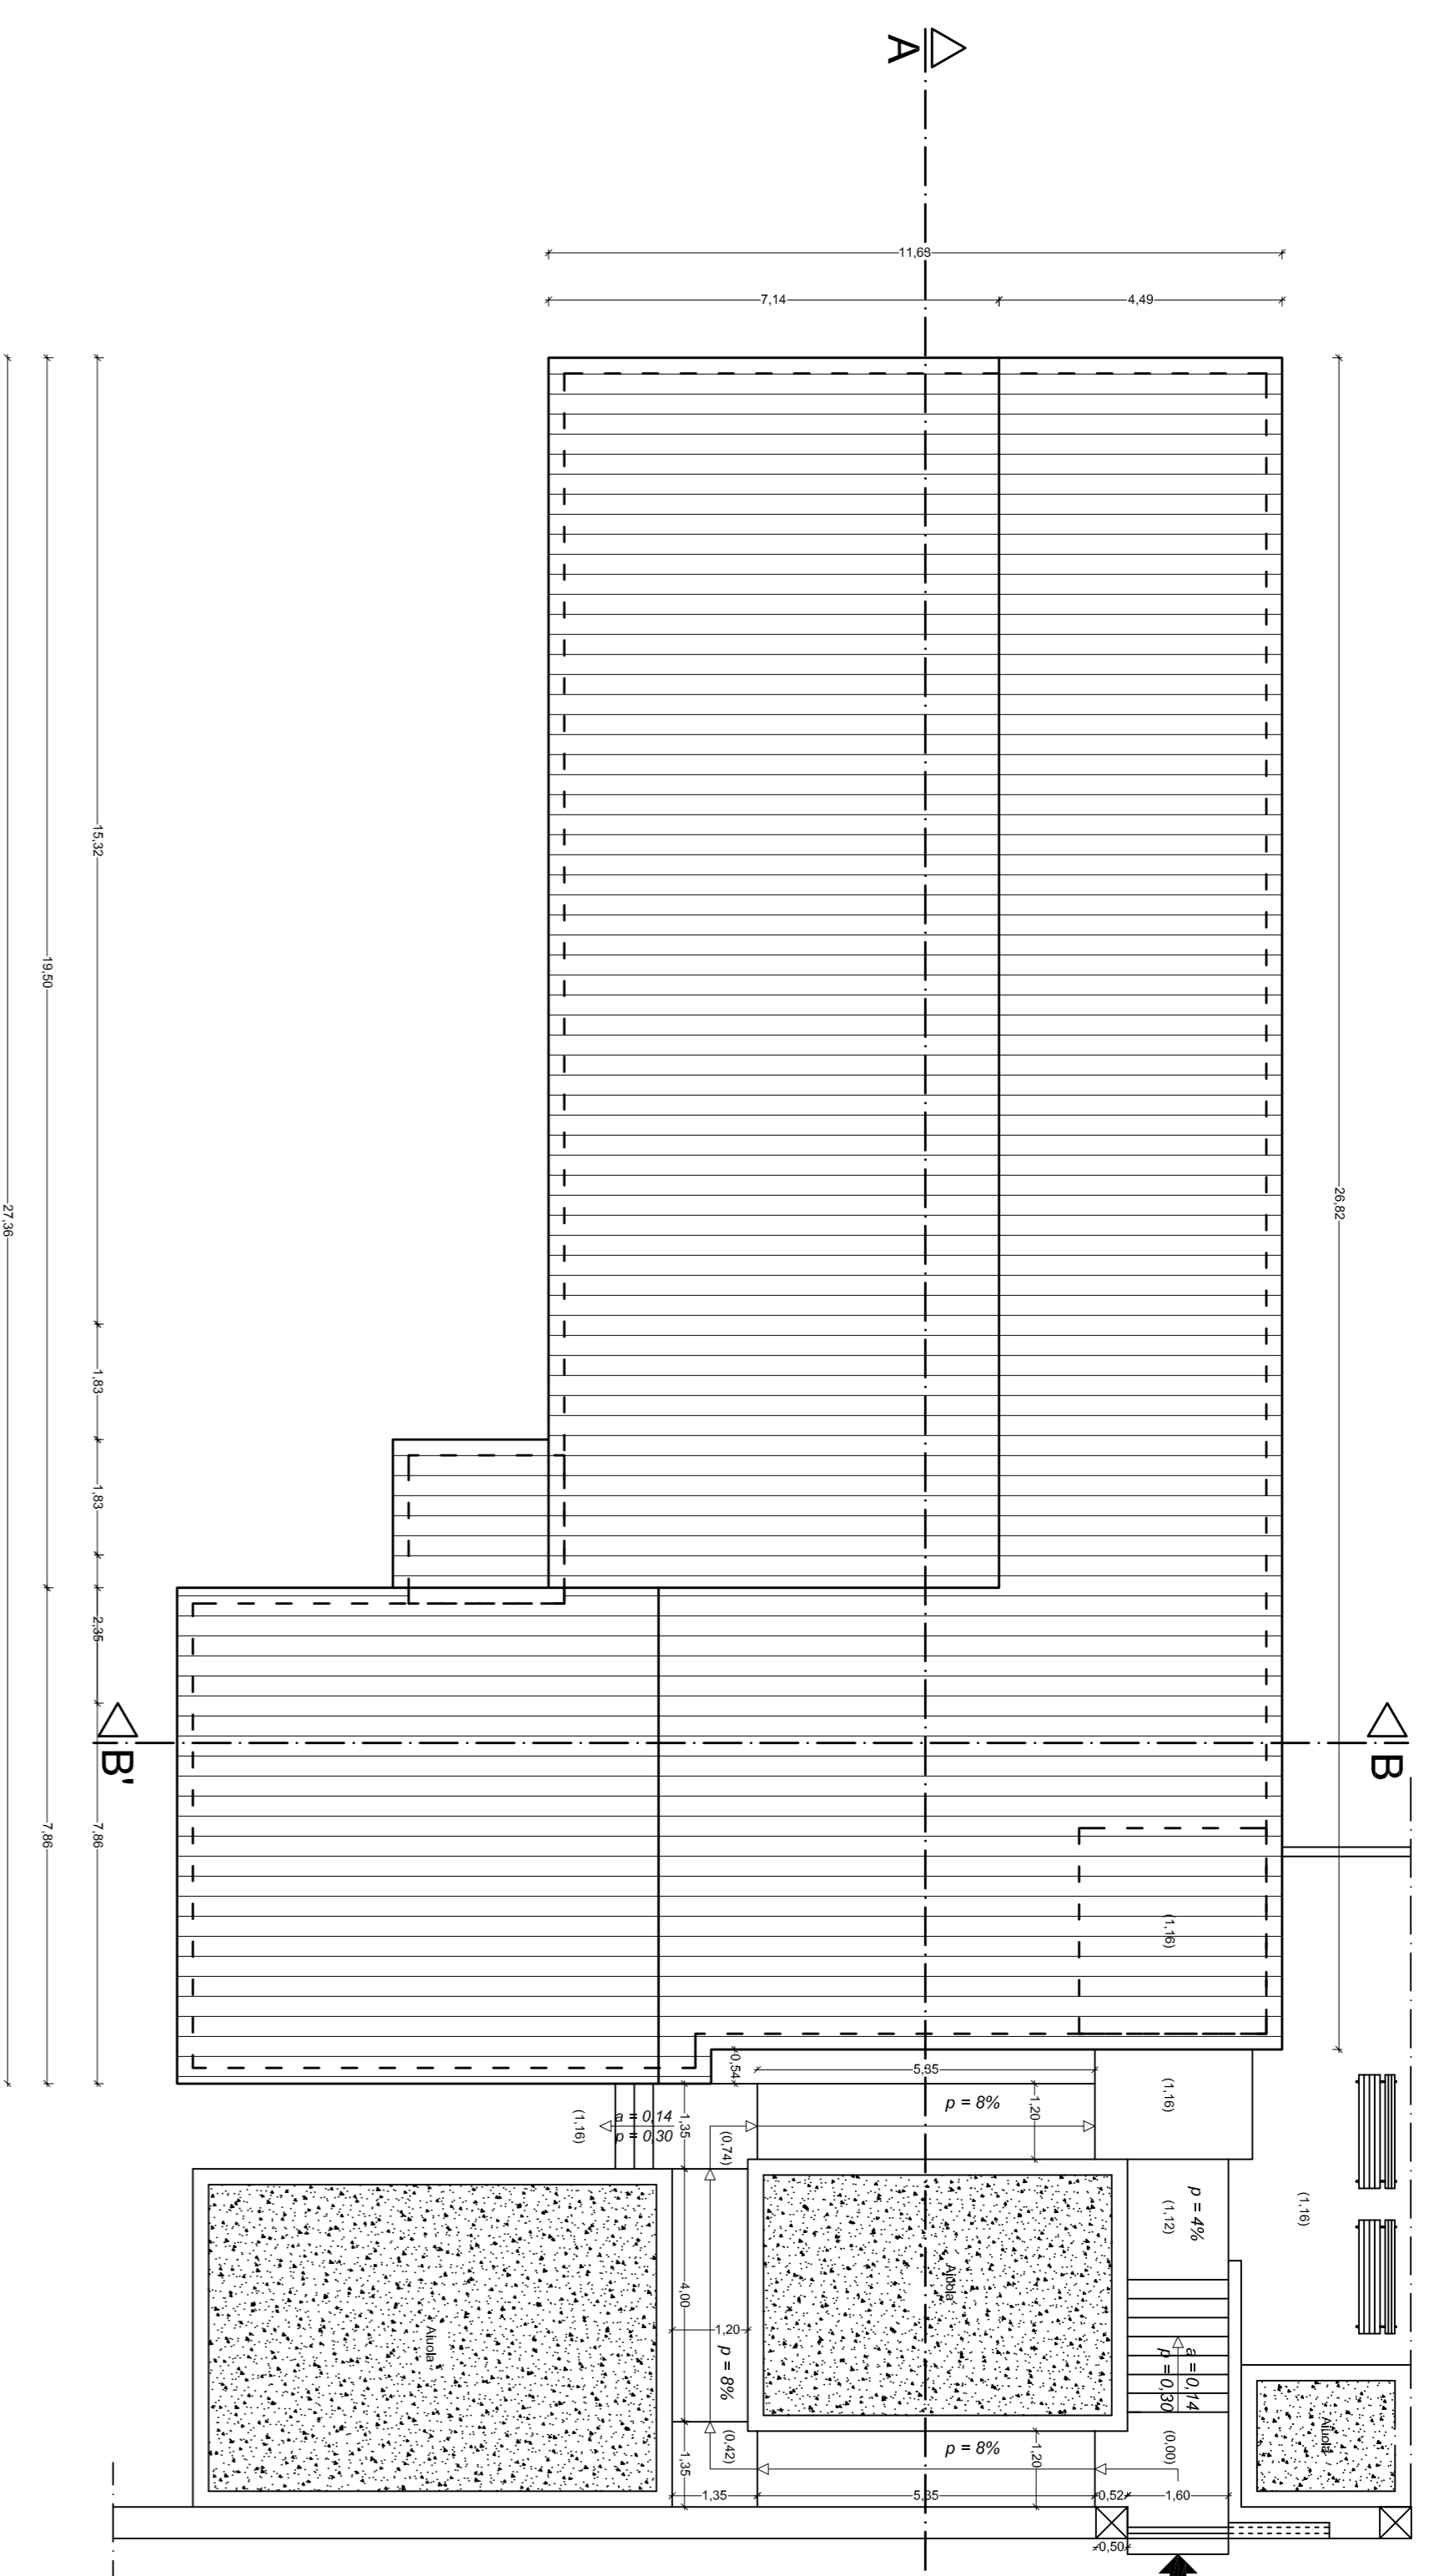 A
11,63
7,14
4,49
15,32
19,50
27,36
26,82
1,83
1,83
2,35
7,86
7,86
B'
B
(1,16)
0,54
5,35
1,20
p = 8%
(1,16)
(1,16)
a = 0,14
p = 0,30
1,35
(0,74)
p = 4%
(1,12)
(1,16)
Aiuola
Aiuola
4,00
1,20
p = 8%
a = 0,14
p = 0,30
Aiuola
(0,42)
p = 8%
1,20
(0,00)
1,35
1,35
5,35
0,52
1,60
0,50